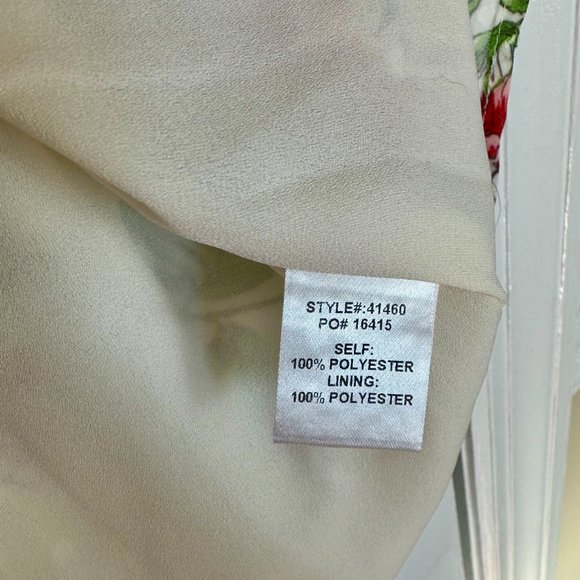 STYLE#:41460
PO# 16415
SELF:
100% POLYESTER
LINING:
100% POLYESTER